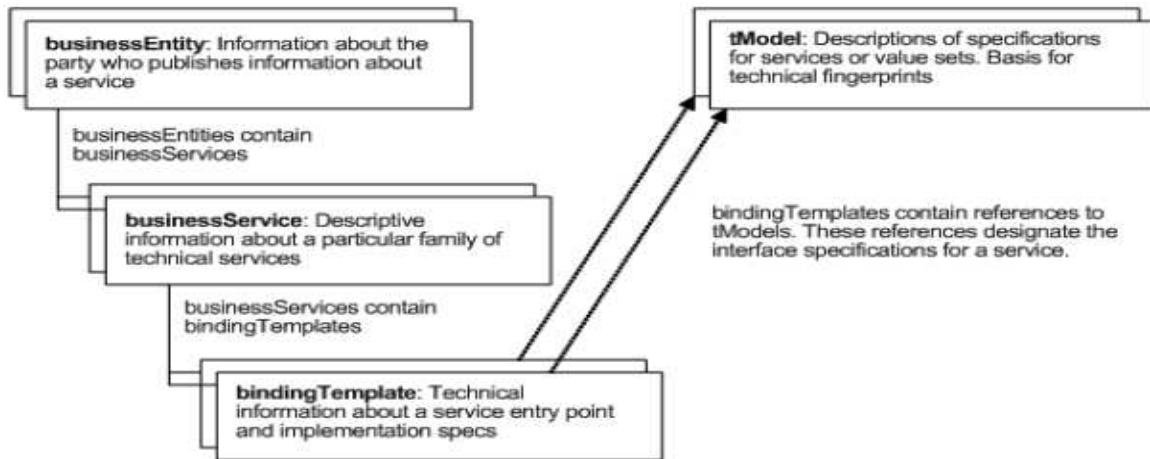 businessEntity: Information about the
party who publishes information about
a service
tModel: Descriptions of specifications
for services or value sets. Basis for
technical fingerprints
businessEntities contain
businessServices
businessService: Descriptive
information about a particular family of
technical services
bindingTemplates contain references to
tModels. These references designate the
interface specifications for a service.
businessServices contain
bindingTemplates
bindingTemplate: Technical
information about a service entry point
and implementation specs